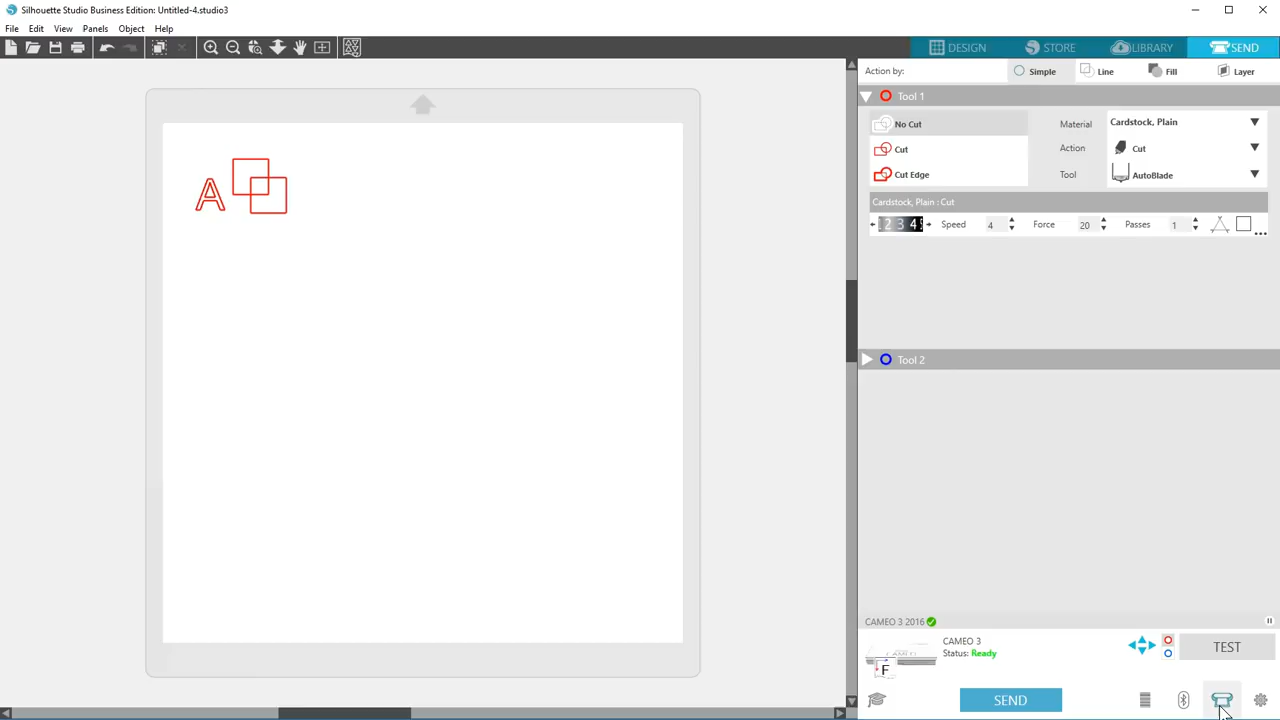 Silhouette Studio Business Edition: Untitled-4.studio3
File Edit View Panels Object Help
DESIGN STORE LIBRARY SEND
Action by: Simple Line Fill Layer
Tool 1
No Cut Material Cardstock, Plain
Cut Action Cut
Cut Edge Tool AutoBlade
Cardstock, Plain : Cut
2 3 4 Speed 4 Force 20 Passes 1 ...
A
Tool 2
CAMEO 3 2016
CAMEO 3
Status: Ready
F
TEST
SEND